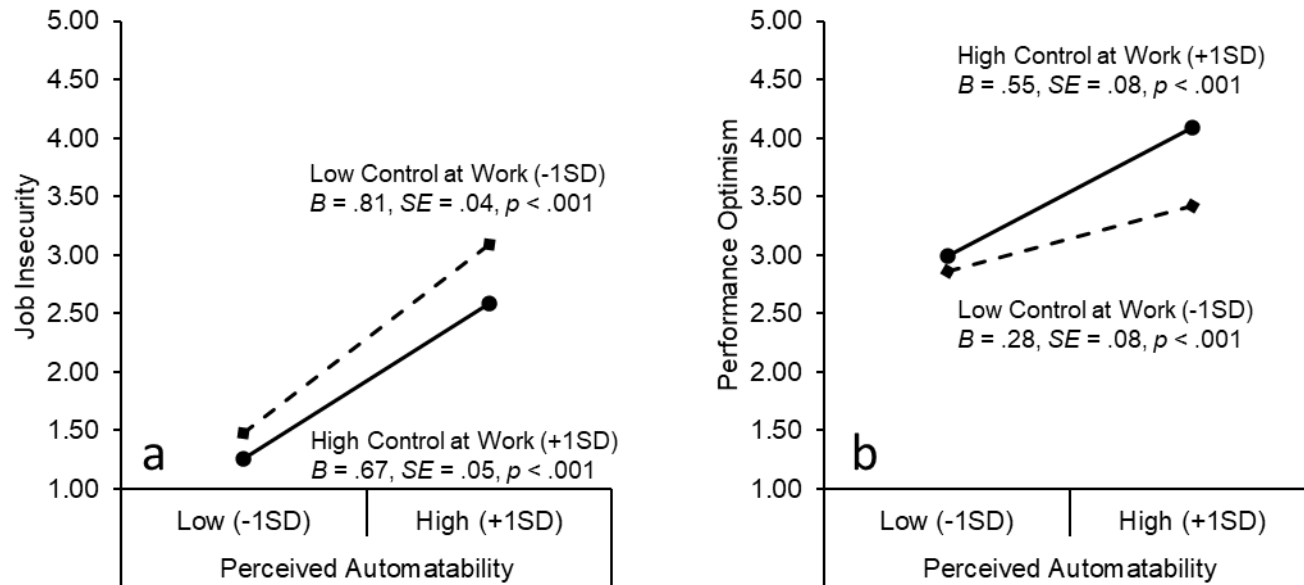 5.00
4.50
4.00
3.50
3.00
2.50
2.00
1.50
1.00
Job Insecurity
Low Control at Work (-1SD)
B = .81, SE = .04, p < .001
High Control at Work (+1SD)
B = .67, SE = .05, p < .001
a
Low (-1SD)
High (+1SD)
Perceived Automatability
5.00
4.50
4.00
3.50
3.00
2.50
2.00
1.50
1.00
Performance Optimism
High Control at Work (+1SD)
B = .55, SE = .08, p < .001
Low Control at Work (-1SD)
B = .28, SE = .08, p < .001
b
Low (-1SD)
High (+1SD)
Perceived Automatability